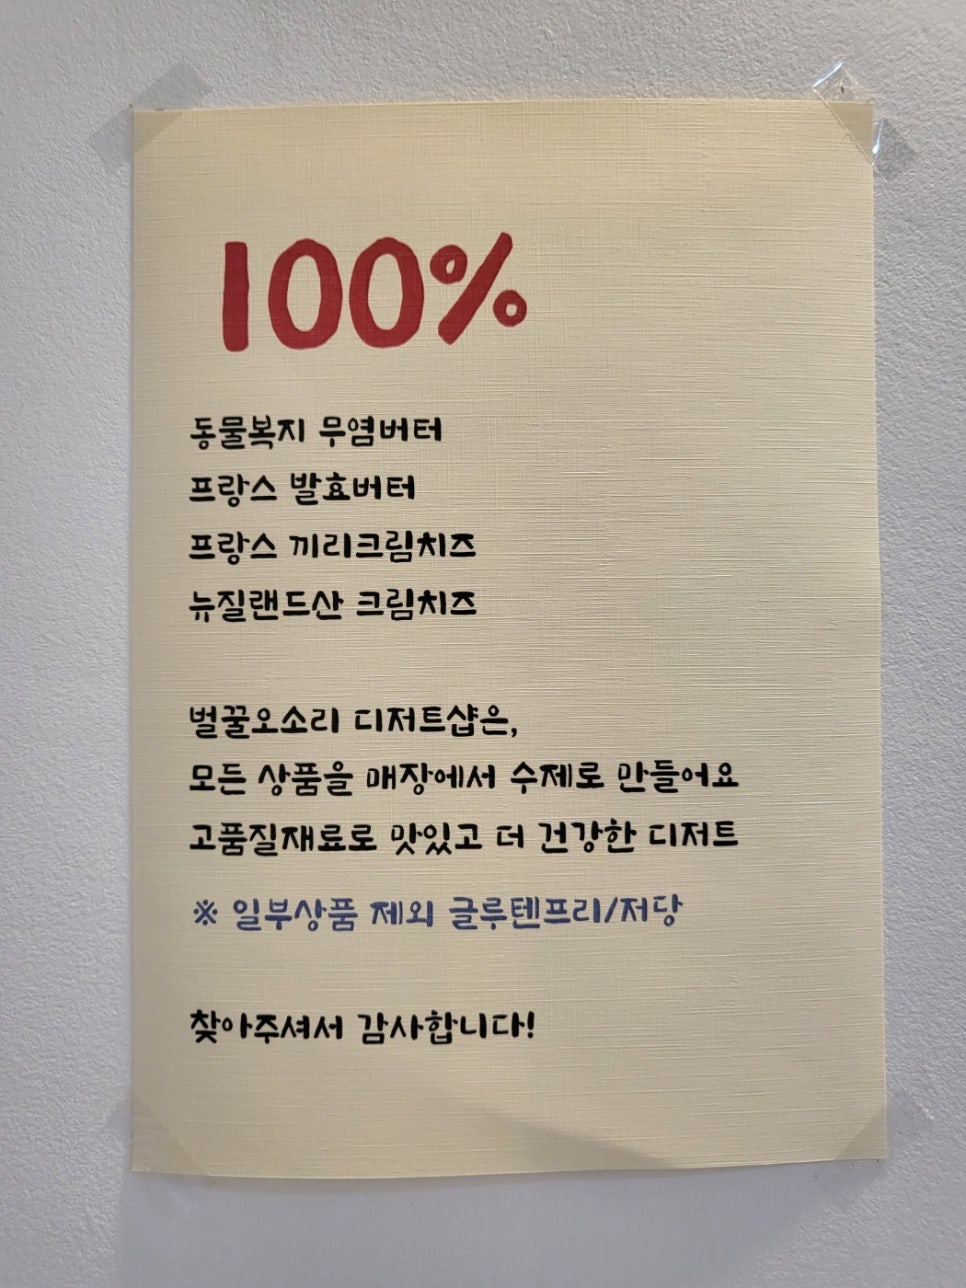 100%
동물복지 무염버터
프랑스 발효버터
프랑스 끼리크림치즈
뉴질랜드산 크림치즈
벌꿀오소리 디저트샵은,
모든 상품을 매장에서 수제로 만들어요
고품질재료로 맛있고 더 건강한 디저트
※ 일부상품 제외 글루텐프리/저당
찾아주셔서 감사합니다!